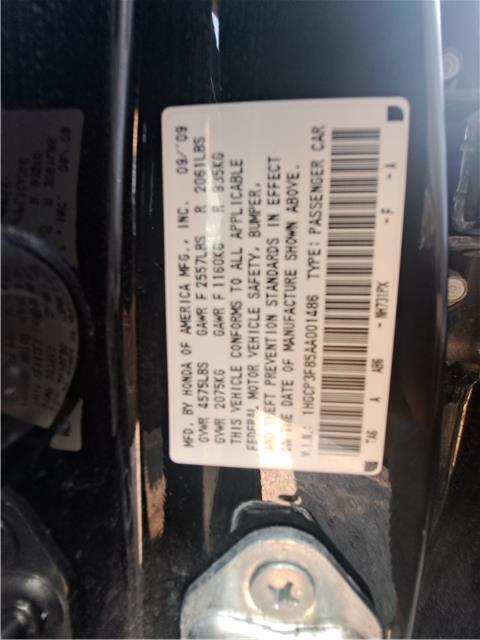 MFD. BY HONDA OF AMERICA MFG., INC. 09/'09
GVWR 4575LBS GAWR F 2557LBS R 2061LBS
GVWR 2075KG GAWR F 1160KG R 935KG
THIS VEHICLE CONFORMS TO ALL APPLICABLE
FEDERAL MOTOR VEHICLE SAFETY, BUMPER,
AND THEFT PREVENTION STANDARDS IN EFFECT
ON THE DATE OF MANUFACTURE SHOWN ABOVE.
V.I.N.: 1HGCP3F85AA001486 TYPE: PASSENGER CAR
TA6 A AB6 - NH731PX - F - A